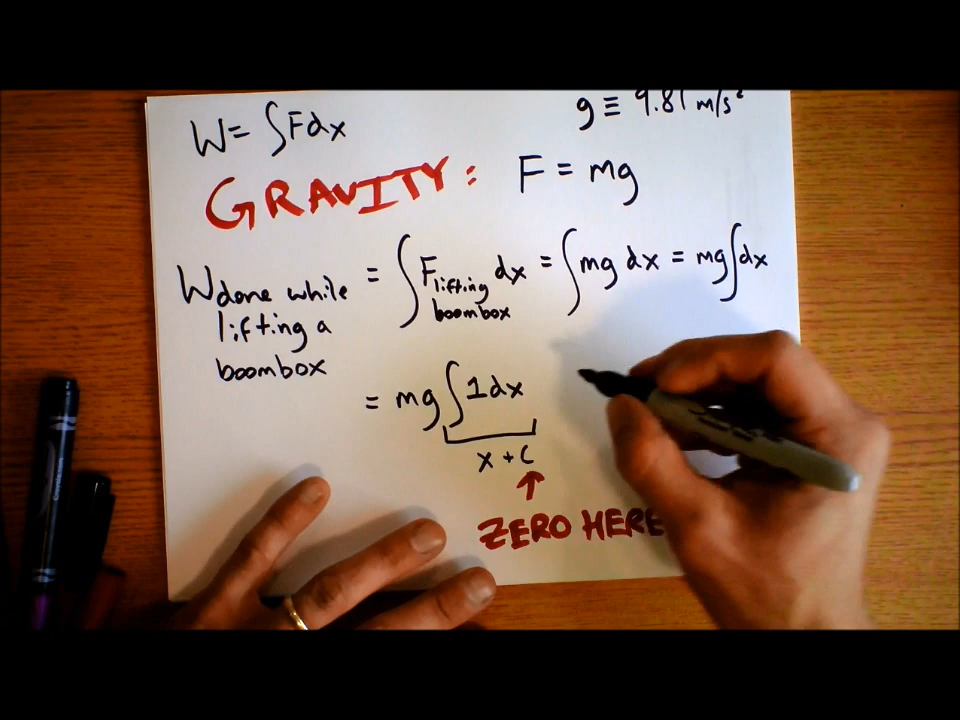 W = ∫Fdx
g ≡ 9.81 m/s²
GRAVITY: F = mg
W done while lifting a boombox = ∫F lifting boombox dx = ∫mg dx = mg∫dx
= mg∫1dx
x + C
↑
ZERO HERE